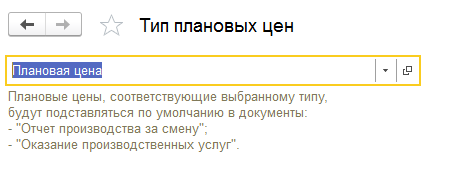 Тип плановых цен
Плановая цена
Плановые цены, соответствующие выбранному типу,
будут подставляться по умолчанию в документы:
- "Отчет производства за смену";
- "Оказание производственных услуг".